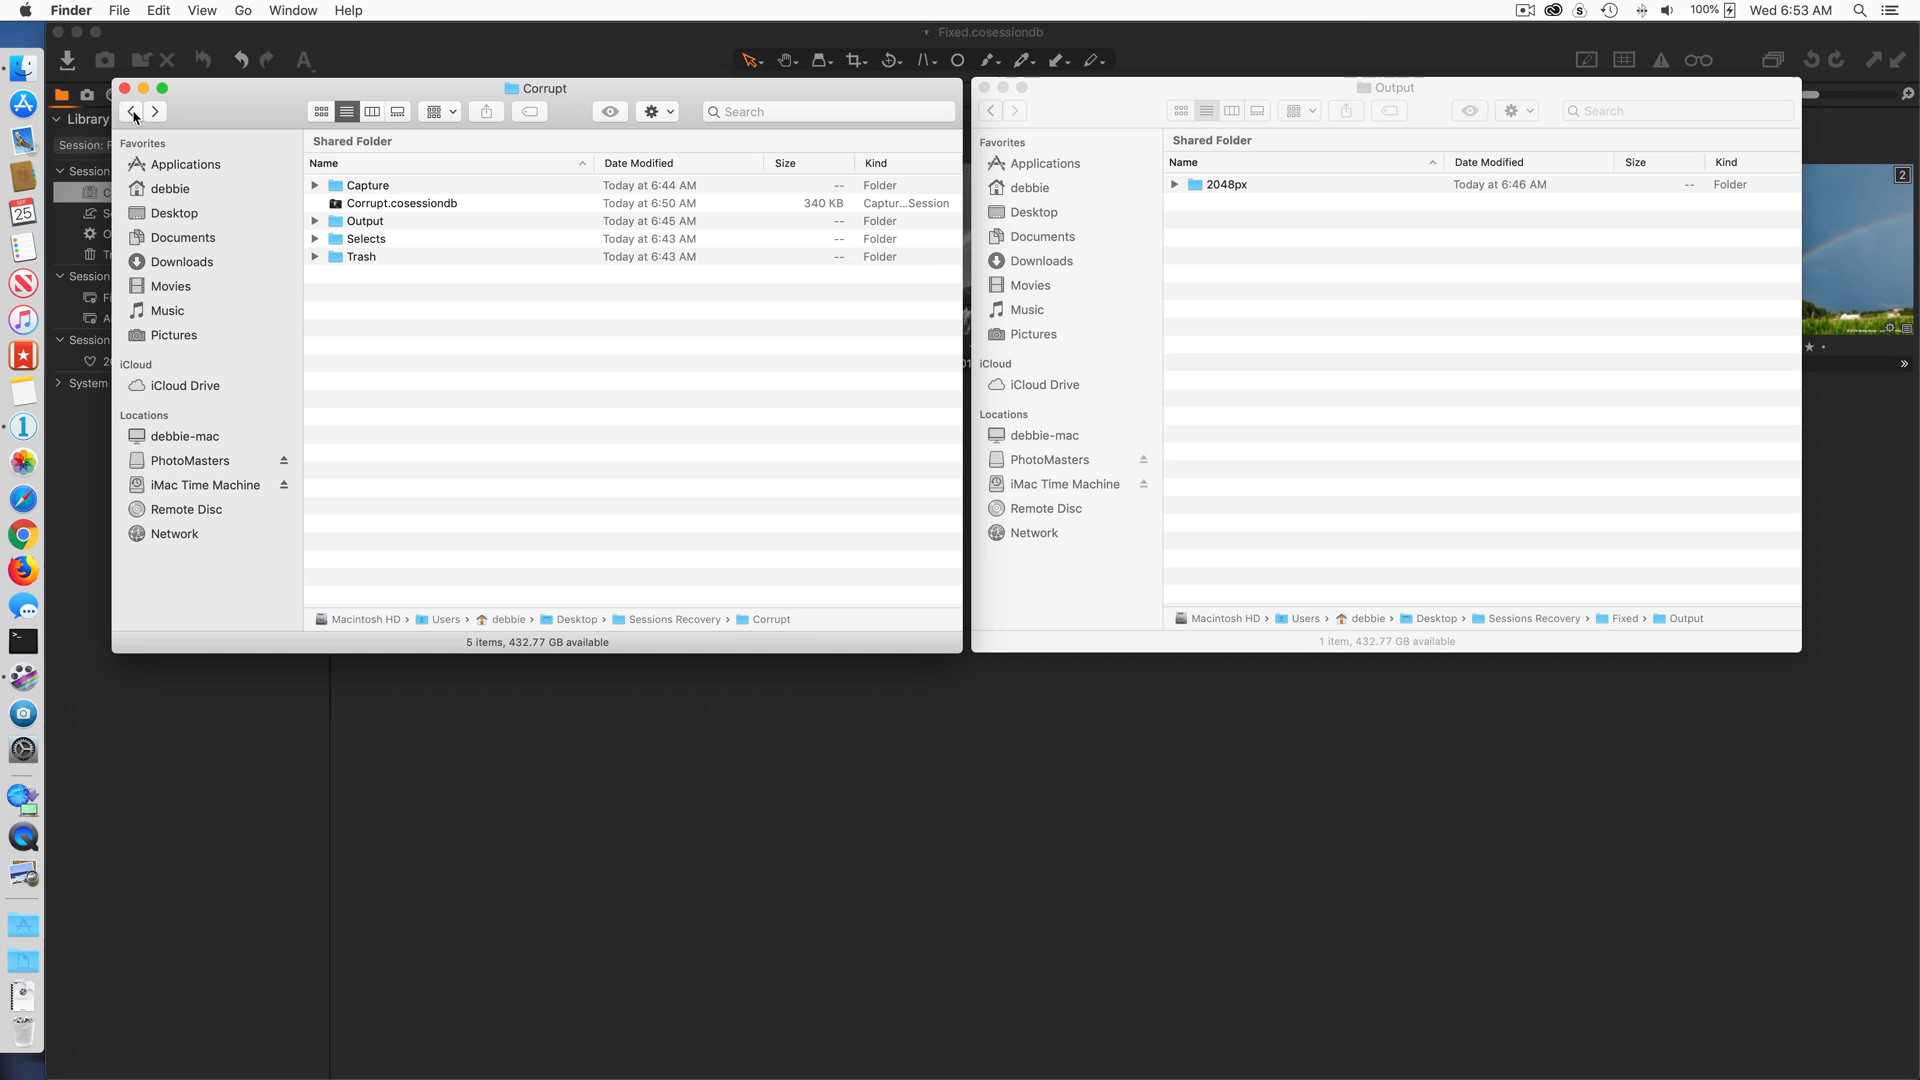 Finder File Edit View Go Window Help
100% Wed 6:53 AM
Fixed.cosessiondb
Library
Session: F
Session
C
S
O
Tr
Session
Fi
A
Session
2
System
SEP
25
Corrupt
Search
Favorites
Applications
debbie
Desktop
Documents
Downloads
Movies
Music
Pictures
iCloud
iCloud Drive
Locations
debbie-mac
PhotoMasters
iMac Time Machine
Remote Disc
Network
Shared Folder
Name Date Modified Size Kind
Capture Today at 6:44 AM -- Folder
Corrupt.cosessiondb Today at 6:50 AM 340 KB Captur...Session
Output Today at 6:45 AM -- Folder
Selects Today at 6:43 AM -- Folder
Trash Today at 6:43 AM -- Folder
Macintosh HD › Users › debbie › Desktop › Sessions Recovery › Corrupt
5 items, 432.77 GB available
Output
Search
Favorites
Applications
debbie
Desktop
Documents
Downloads
Movies
Music
Pictures
iCloud
iCloud Drive
Locations
debbie-mac
PhotoMasters
iMac Time Machine
Remote Disc
Network
Shared Folder
Name Date Modified Size Kind
2048px Today at 6:46 AM -- Folder
Macintosh HD › Users › debbie › Desktop › Sessions Recovery › Fixed › Output
1 item, 432.77 GB available
2